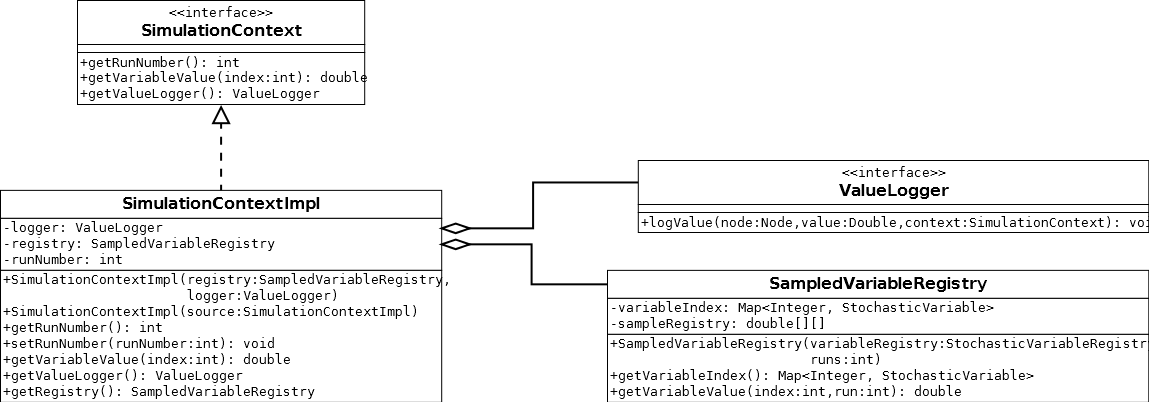 <<interface>>
SimulationContext
+getRunNumber(): int
+getVariableValue(index:int): double
+getValueLogger(): ValueLogger
<<interface>>
ValueLogger
+logValue(node:Node,value:Double,context:SimulationContext): voi
SimulationContextImpl
-logger: ValueLogger
-registry: SampledVariableRegistry
-runNumber: int
+SimulationContextImpl(registry:SampledVariableRegistry,
logger:ValueLogger)
+SimulationContextImpl(source:SimulationContextImpl)
+getRunNumber(): int
+setRunNumber(runNumber:int): void
+getVariableValue(index:int): double
+getValueLogger(): ValueLogger
+getRegistry(): SampledVariableRegistry
SampledVariableRegistry
-variableIndex: Map<Integer, StochasticVariable>
-sampleRegistry: double[][]
+SampledVariableRegistry(variableRegistry:StochasticVariableRegistry
runs:int)
+getVariableIndex(): Map<Integer, StochasticVariable>
+getVariableValue(index:int,run:int): double